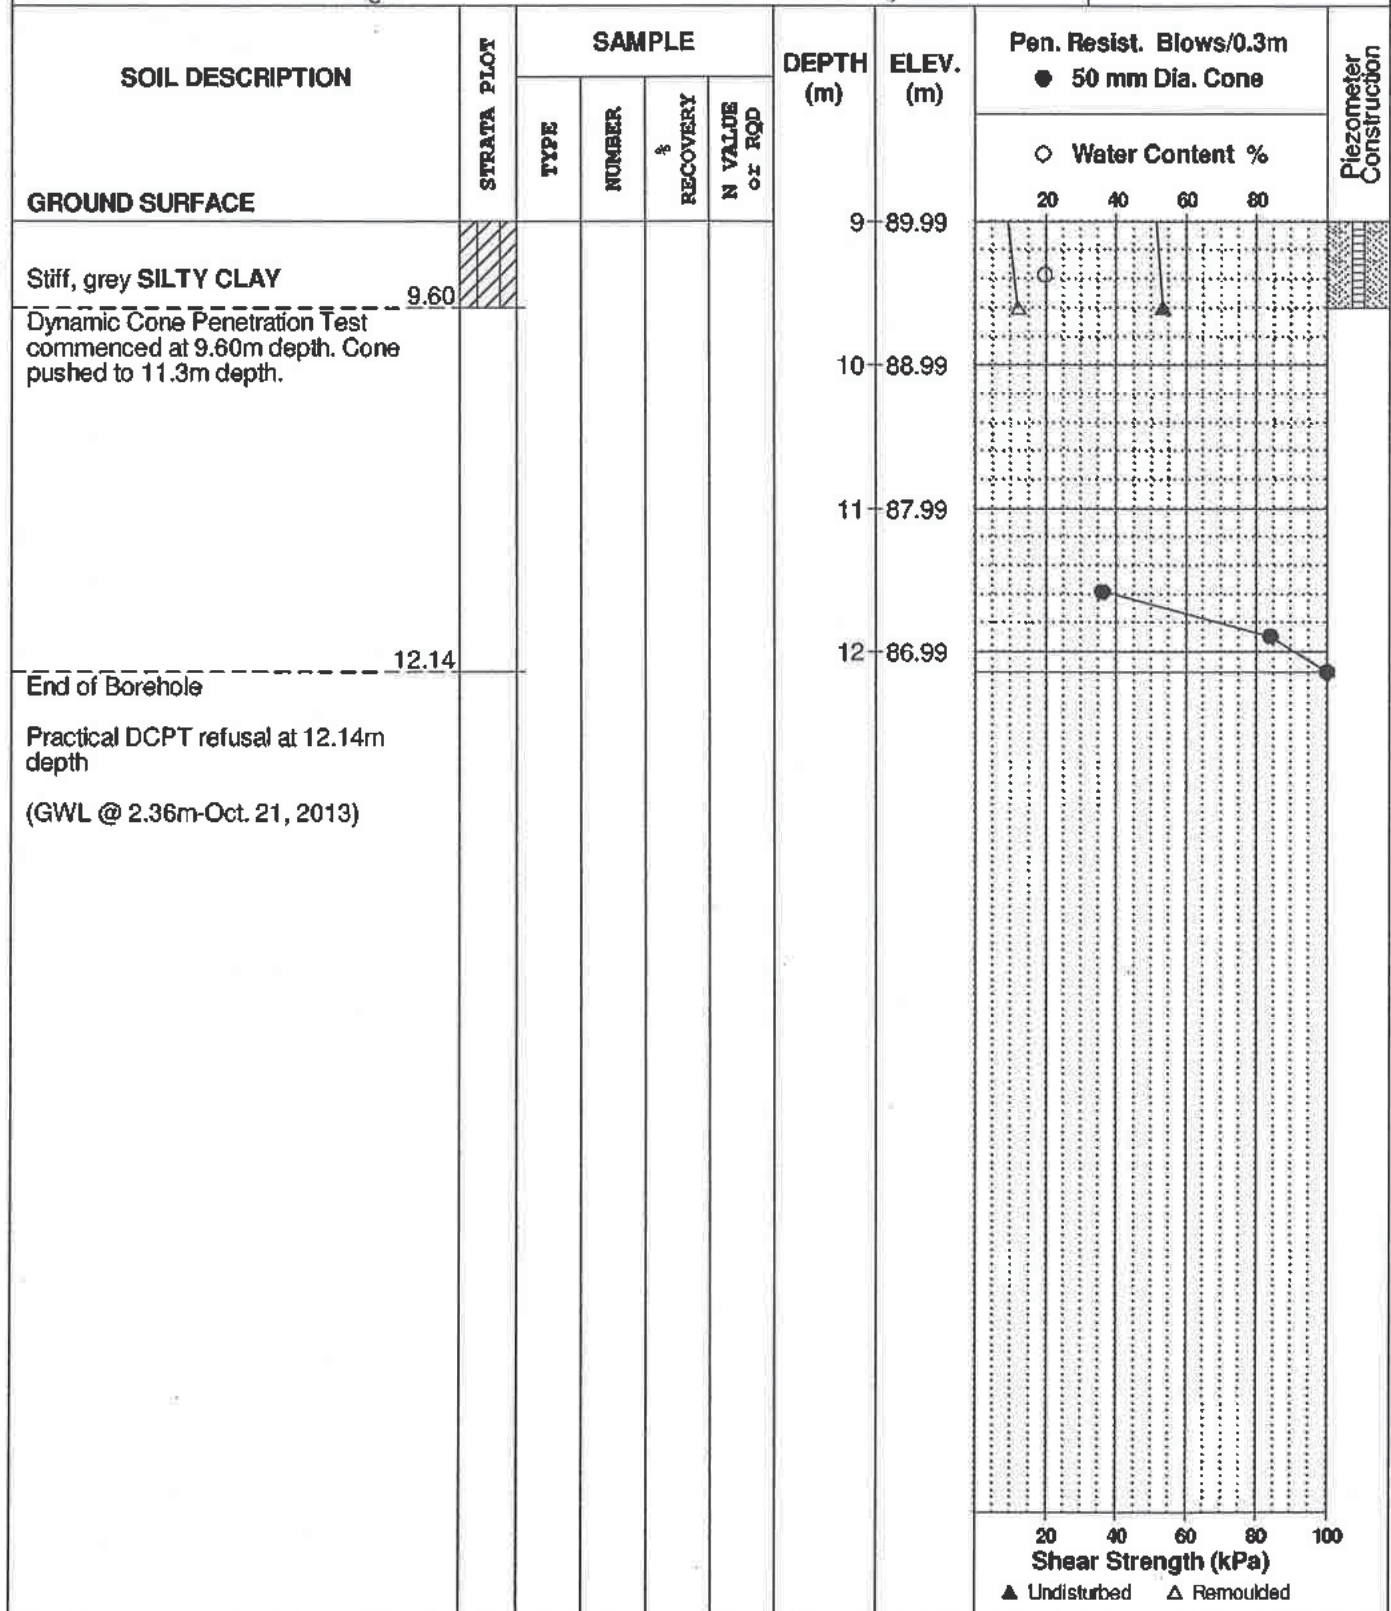 SOIL DESCRIPTION
GROUND SURFACE
STRATA PLOT
SAMPLE
TYPE
NUMBER
%
RECOVERY
N VALUE
or RQD
DEPTH
(m)
ELEV.
(m)
Pen. Resist. Blows/0.3m
● 50 mm Dia. Cone
○ Water Content %
20 40 60 80
Piezometer
Construction
9 89.99
Stiff, grey SILTY CLAY
9.60
Dynamic Cone Penetration Test
commenced at 9.60m depth. Cone
pushed to 11.3m depth.
10 88.99
11 87.99
12 86.99
12.14
End of Borehole
Practical DCPT refusal at 12.14m
depth
(GWL @ 2.36m-Oct. 21, 2013)
20 40 60 80 100
Shear Strength (kPa)
▲ Undisturbed △ Remoulded